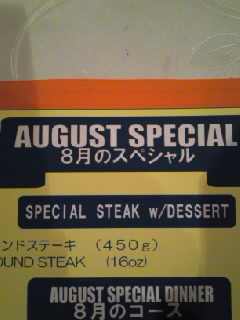 AUGUST SPECIAL
8月のスペシャル
SPECIAL STEAK w/DESSERT
ンドステーキ (450g)
OUND STEAK (16oz)
AUGUST SPECIAL DINNER
8月のコース